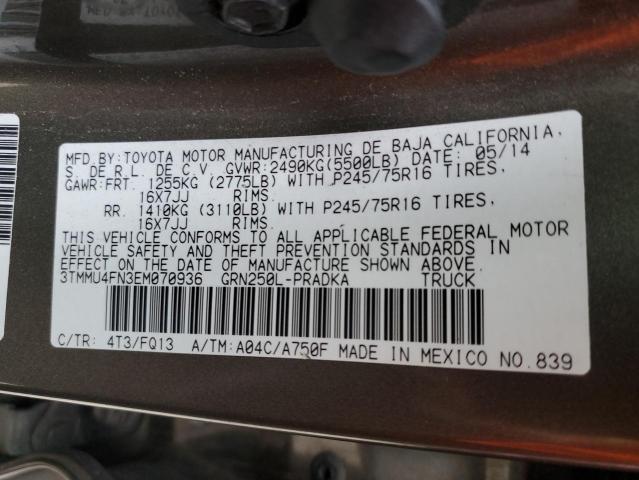 MFD.BY:TOYOTA MOTOR MANUFACTURING DE BAJA CALIFORNIA,
S. DE R.L. DE C.V. GVWR:2490KG(5500LB) DATE: 05/14
GAWR:FRT. 1255KG (2775LB) WITH P245/75R16 TIRES,
16X7JJ RIMS.
RR. 1410KG (3110LB) WITH P245/75R16 TIRES,
16X7JJ RIMS.
THIS VEHICLE CONFORMS TO ALL APPLICABLE FEDERAL MOTOR
VEHICLE SAFETY AND THEFT PREVENTION STANDARDS IN
EFFECT ON THE DATE OF MANUFACTURE SHOWN ABOVE.
3TMMU4FN3EM070936 GRN250L-PRADKA TRUCK
C/TR: 4T3/FQ13 A/TM:A04C/A750F MADE IN MEXICO NO.839